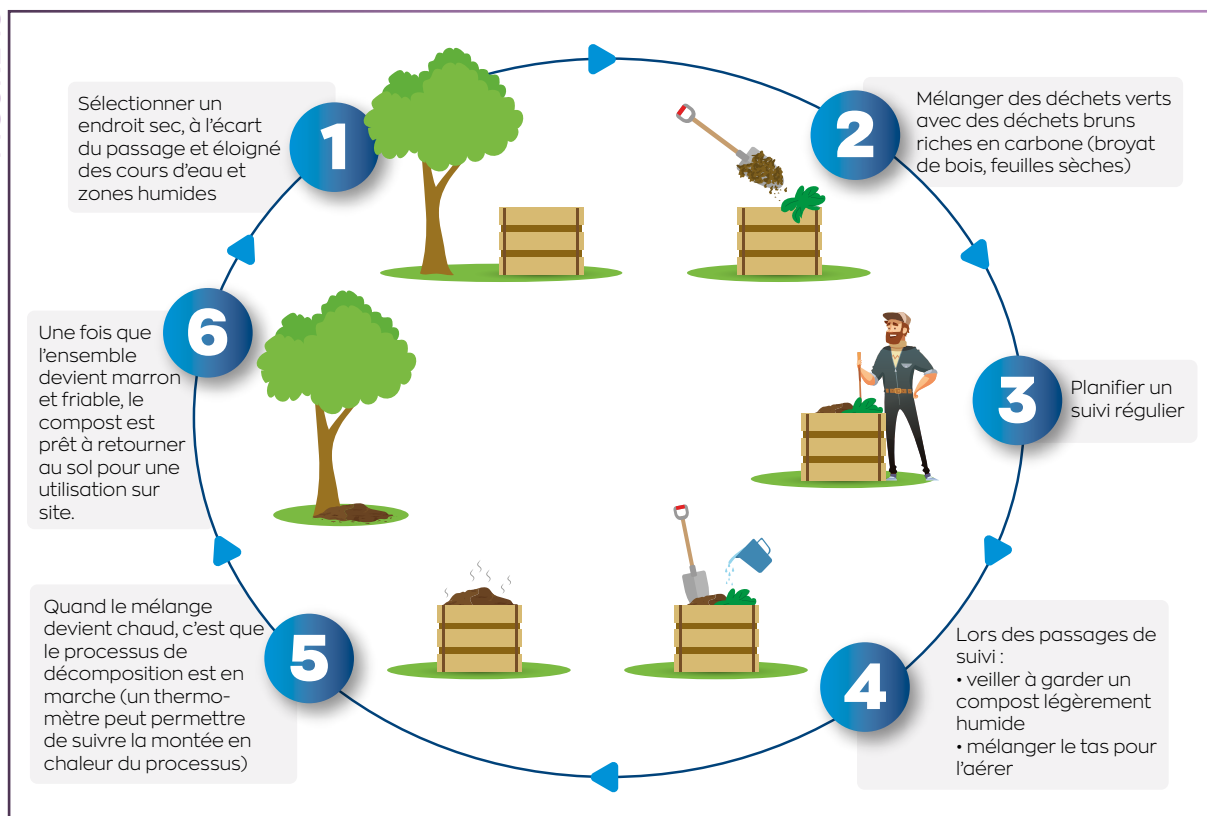 1
Sélectionner un
endroit sec, à l'écart
du passage et éloigné
des cours d'eau et
zones humides
2
Mélanger des déchets verts
avec des déchets bruns
riches en carbone (broyat
de bois, feuilles sèches)
3
Planifier un
suivi régulier
4
Lors des passages de
suivi :
• veiller à garder un
compost légèrement
humide
• mélanger le tas pour
l'aérer
5
Quand le mélange
devient chaud, c'est que
le processus de
décomposition est en
marche (un thermo-
mètre peut permettre
de suivre la montée en
chaleur du processus)
6
Une fois que
l'ensemble
devient marron
et friable, le
compost est
prêt à retourner
au sol pour une
utilisation sur
site.